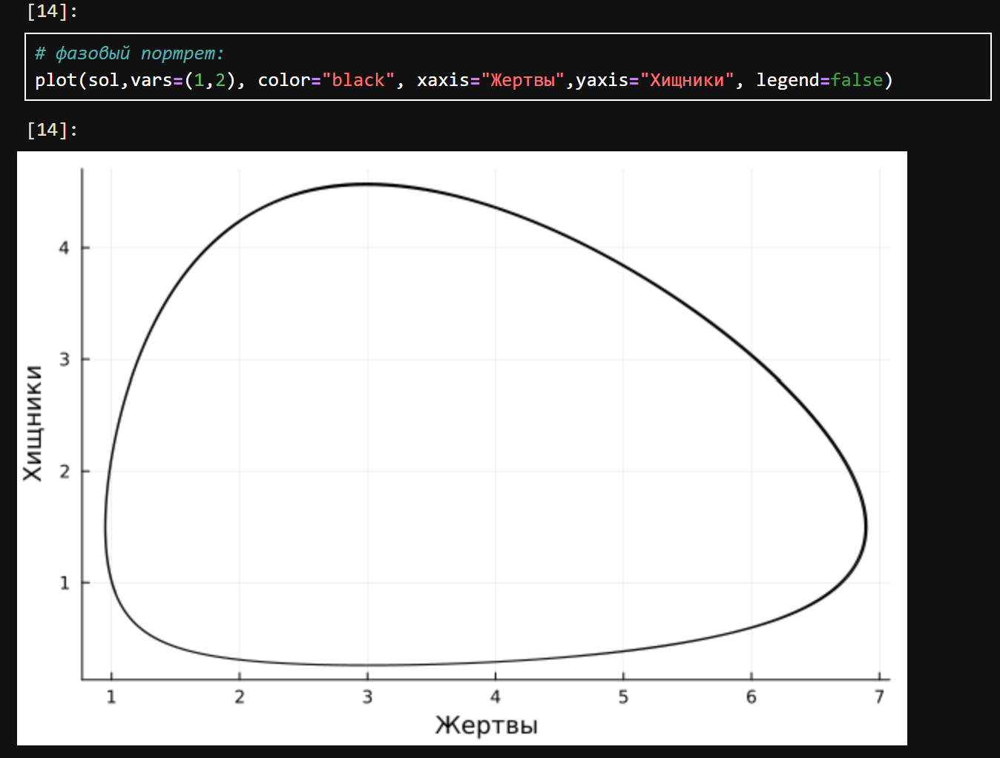 [14]:
# фазовый портрет:
plot(sol,vars=(1,2), color="black", xaxis="Жертвы",yaxis="Хищники", legend=false)
[14]:
4
3
2
1
Хищники
1 2 3 4 5 6 7
Жертвы